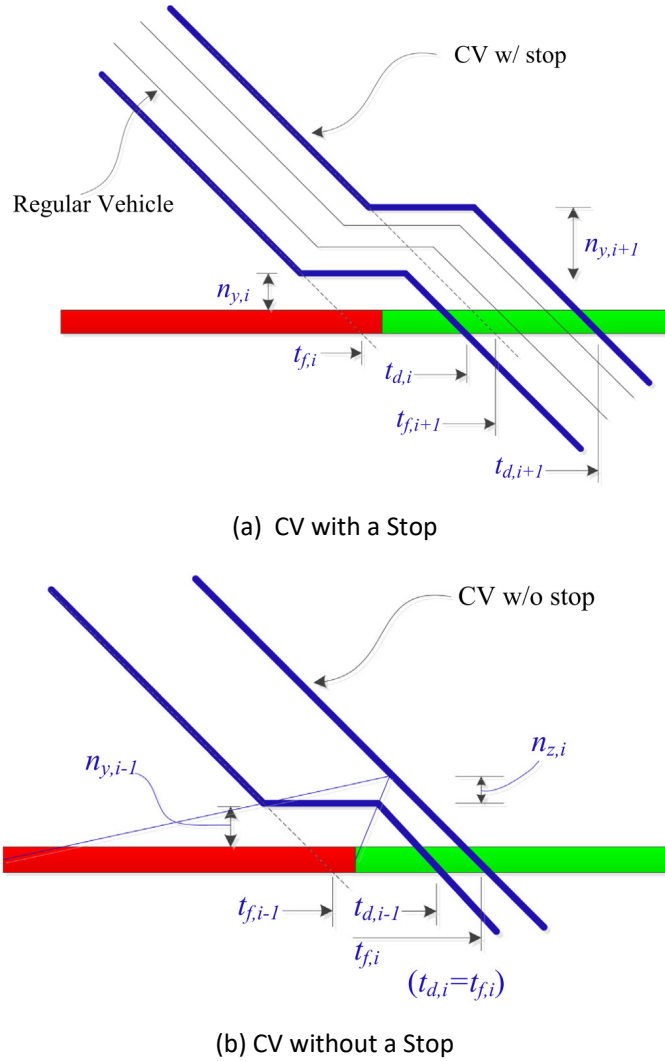 CV w/ stop
Regular Vehicle
n_{y,i+1}
n_{y,i}
t_{f,i}
t_{d,i}
t_{f,i+1}
t_{d,i+1}
(a) CV with a Stop
CV w/o stop
n_{y,i-1}
n_{z,i}
t_{f,i-1}
t_{d,i-1}
t_{f,i}
(t_{d,i}=t_{f,i})
(b) CV without a Stop